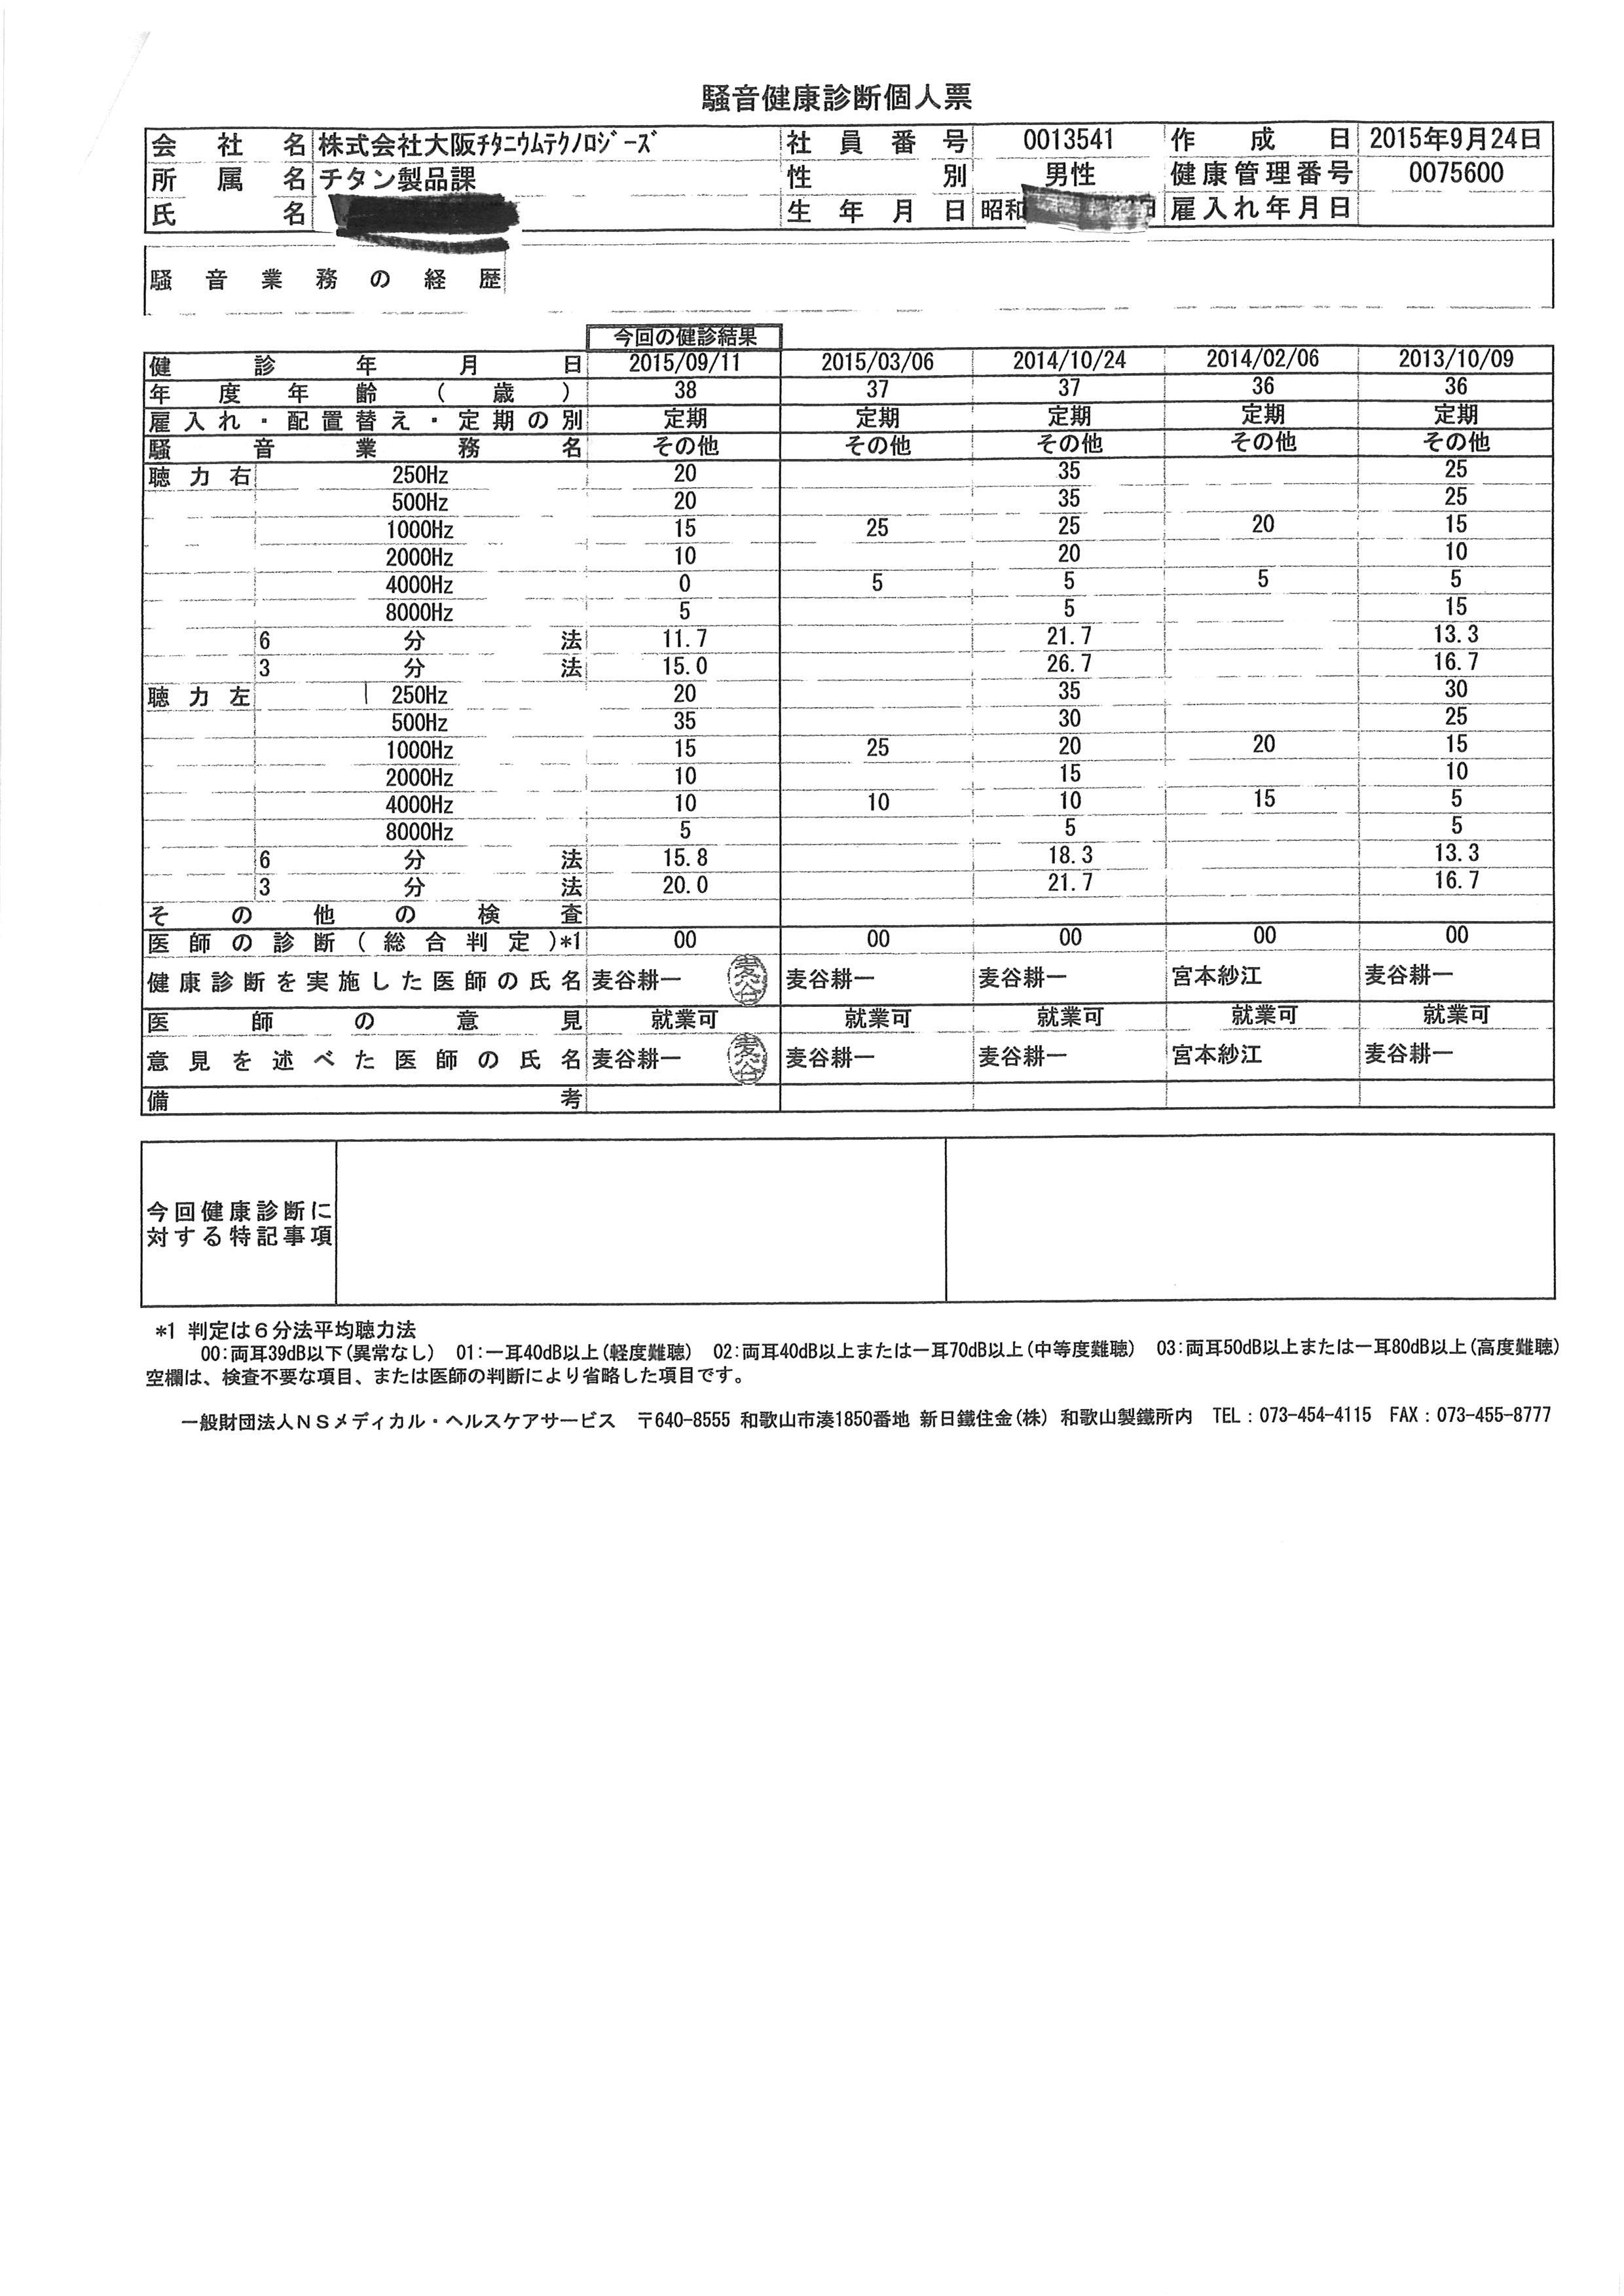 騒音健康診断個人票
会社名 株式会社大阪ﾁﾀﾆｳﾑﾃｸﾉﾛｼﾞｰｽﾞ 社員番号 0013541 作成日 2015年9月24日
所属名 チタン製品課 性別 男性 健康管理番号 0075600
氏名 生年月日 昭和 日 雇入れ年月日
騒音業務の経歴
今回の健診結果
健診年月日 2015/09/11 2015/03/06 2014/10/24 2014/02/06 2013/10/09
年度年齢(歳) 38 37 37 36 36
雇入れ・配置替え・定期の別 定期 定期 定期 定期 定期
騒音業務名 その他 その他 その他 その他 その他
聴力右 250Hz 20 35 25
500Hz 20 35 25
1000Hz 15 25 25 20 15
2000Hz 10 20 10
4000Hz 0 5 5 5 5
8000Hz 5 5 15
6分法 11.7 21.7 13.3
3分法 15.0 26.7 16.7
聴力左 250Hz 20 35 30
500Hz 35 30 25
1000Hz 15 25 20 20 15
2000Hz 10 15 10
4000Hz 10 10 10 15 5
8000Hz 5 5 5
6分法 15.8 18.3 13.3
3分法 20.0 21.7 16.7
その他の検査
医師の診断(総合判定)*1 00 00 00 00 00
健康診断を実施した医師の氏名 麦谷耕一 麦谷 麦谷耕一 麦谷耕一 宮本紗江 麦谷耕一
医師の意見 就業可 就業可 就業可 就業可 就業可
意見を述べた医師の氏名 麦谷耕一 麦谷 麦谷耕一 麦谷耕一 宮本紗江 麦谷耕一
備考
今回健康診断に
対する特記事項
*1 判定は６分法平均聴力法
00:両耳39dB以下(異常なし) 01:一耳40dB以上(軽度難聴) 02:両耳40dB以上または一耳70dB以上(中等度難聴) 03:両耳50dB以上または一耳80dB以上(高度難聴)
空欄は、検査不要な項目、または医師の判断により省略した項目です。
一般財団法人ＮＳメディカル・ヘルスケアサービス 〒640-8555 和歌山市湊1850番地 新日鐵住金(株) 和歌山製鐵所内 TEL：073-454-4115 FAX：073-455-8777